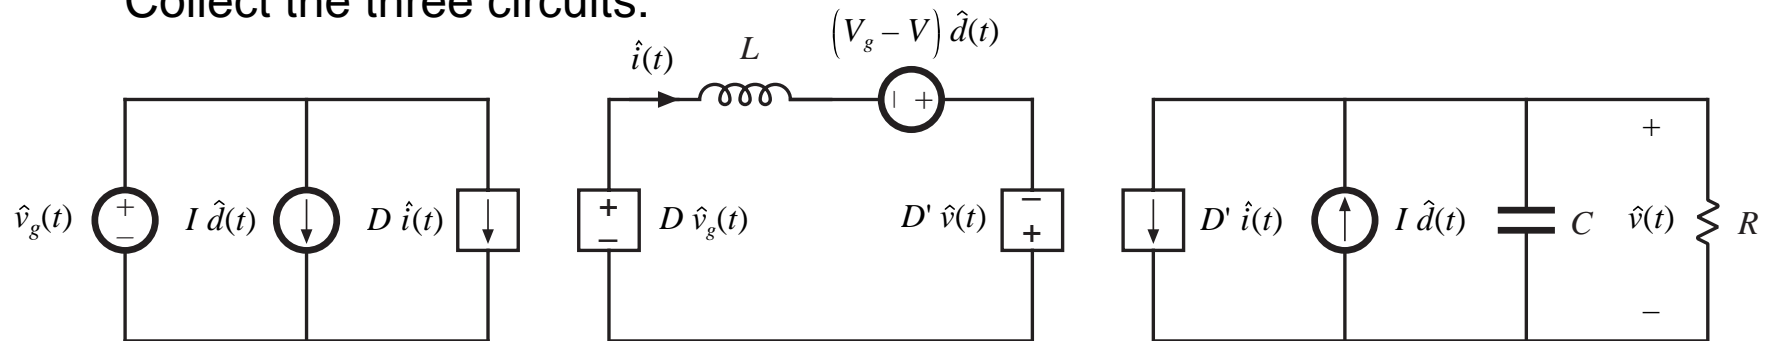 Collect the three circuits:
(V_g – V) d̂(t)
î(t)
L
| +
v̂_g(t)
+
–
I d̂(t)
D î(t)
+
–
D v̂_g(t)
D' v̂(t)
–
+
D' î(t)
I d̂(t)
C
+
v̂(t)
–
R